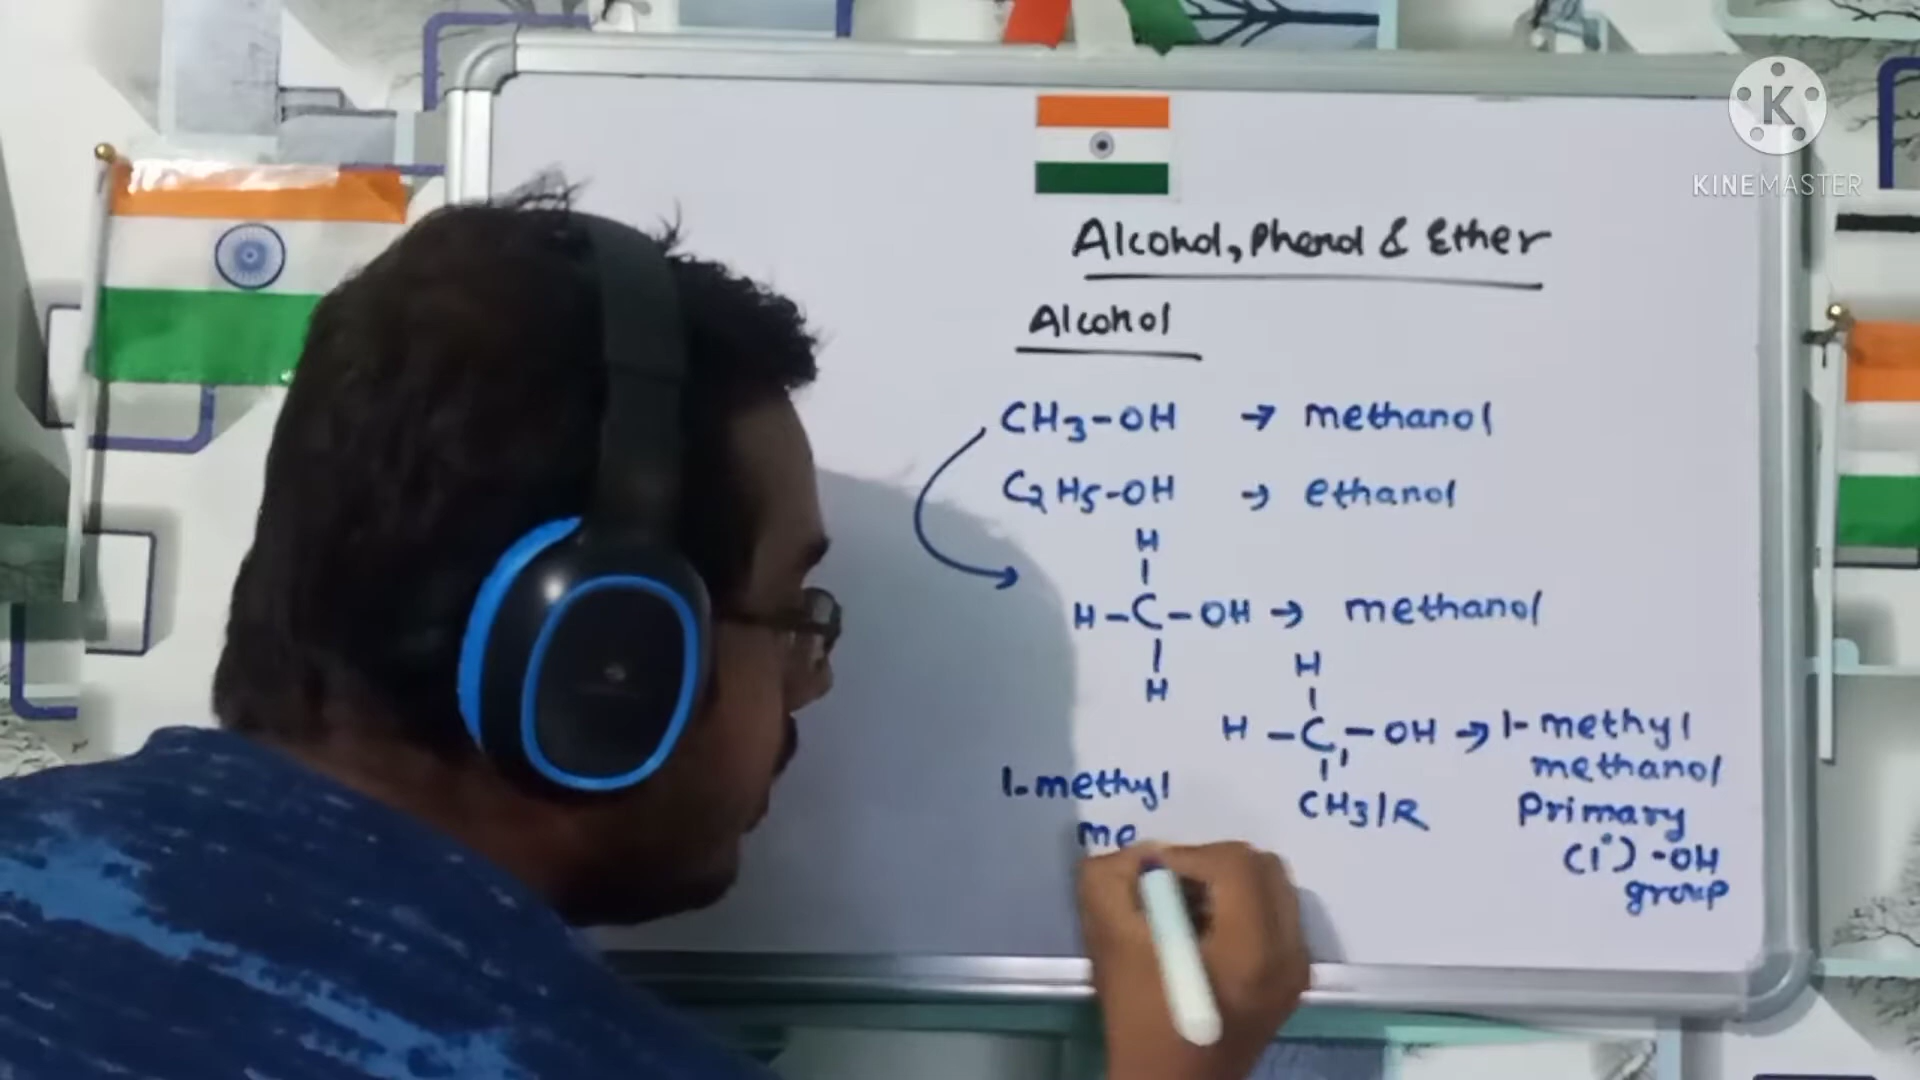 KINEMASTER
Alcohol, Phenol & Ether
Alcohol
CH3-OH → methanol
C2H5-OH → ethanol
H
H-C-OH → methanol
H
H
H-C-OH → 1-methyl
methanol
CH3/R
Primary
(1°) -OH
group
1-methyl
me